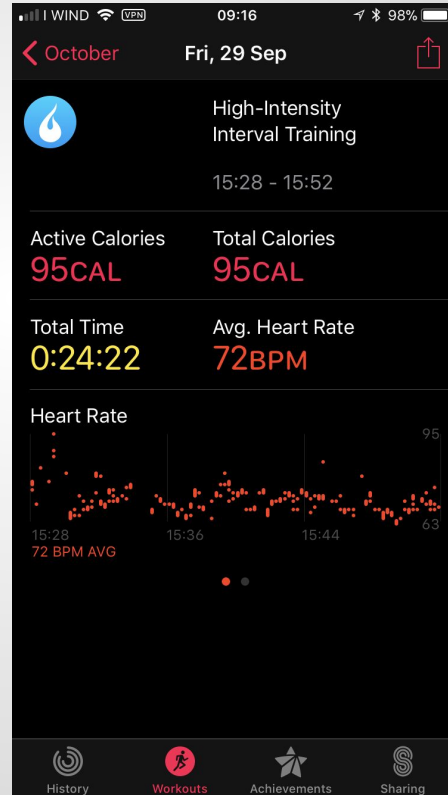 I WIND VPN 09:16 98%
October Fri, 29 Sep
High-Intensity
Interval Training
15:28 - 15:52
Active Calories Total Calories
95CAL 95CAL
Total Time Avg. Heart Rate
0:24:22 72BPM
Heart Rate
95
63
15:28 15:36 15:44
72 BPM AVG
History Workouts Achievements Sharing